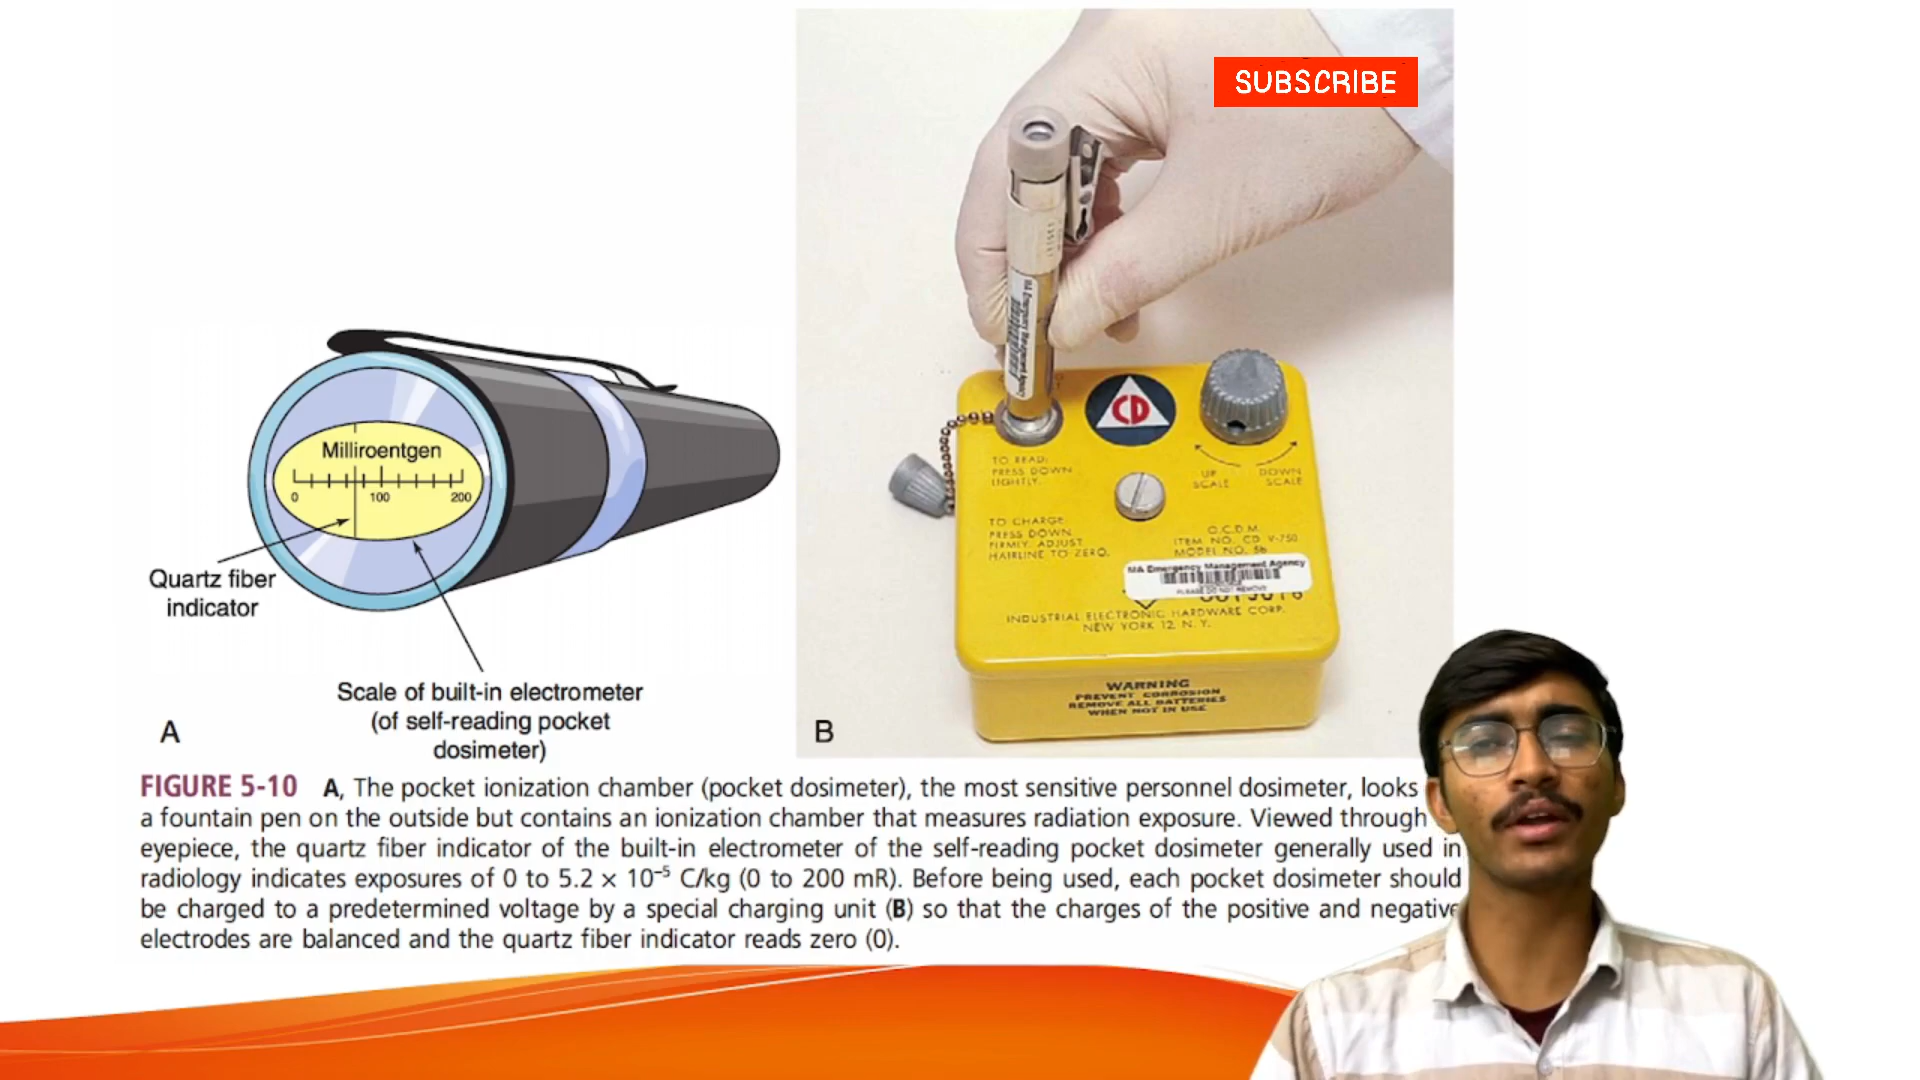 SUBSCRIBE
Milliroentgen
0 100 200
Quartz fiber
indicator
Scale of built-in electrometer
(of self-reading pocket
dosimeter)
A
CD
TO READ:
PRESS DOWN
LIGHTLY.
UP
SCALE
DOWN
SCALE
TO CHARGE
PRESS DOWN
FIRMLY. ADJUST
HAIRLINE TO ZERO.
O.C.D.M.
ITEM NO. CD V-750
MODEL NO. 5b
MA Emergency Management Agency
PLEASE DO NOT REMOVE
INDUSTRIAL ELECTRONIC HARDWARE CORP.
NEW YORK 12, N.Y.
WARNING
PREVENT CORROSION
REMOVE ALL BATTERIES
WHEN NOT IN USE
B
FIGURE 5-10 A, The pocket ionization chamber (pocket dosimeter), the most sensitive personnel dosimeter, looks
a fountain pen on the outside but contains an ionization chamber that measures radiation exposure. Viewed through
eyepiece, the quartz fiber indicator of the built-in electrometer of the self-reading pocket dosimeter generally used in
radiology indicates exposures of 0 to 5.2 × 10⁻⁵ C/kg (0 to 200 mR). Before being used, each pocket dosimeter should
be charged to a predetermined voltage by a special charging unit (B) so that the charges of the positive and negative
electrodes are balanced and the quartz fiber indicator reads zero (0).